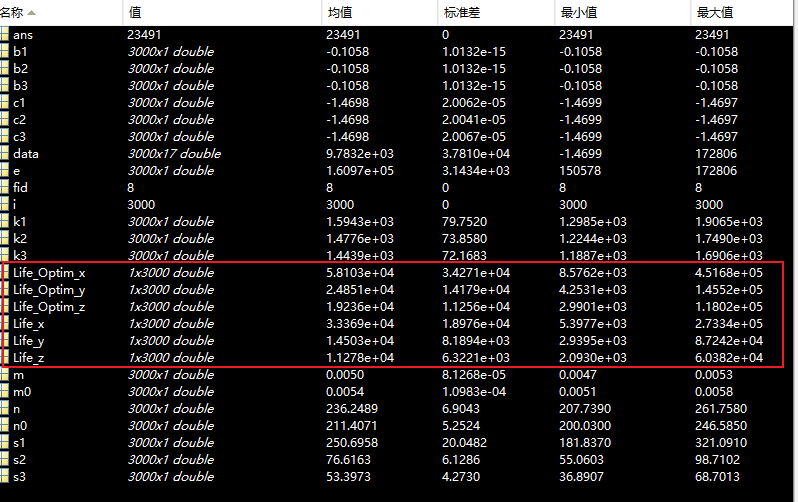 名称 值 均值 标准差 最小值 最大值
ans 23491 23491 0 23491 23491
b1 3000x1 double -0.1058 1.0132e-15 -0.1058 -0.1058
b2 3000x1 double -0.1058 1.0132e-15 -0.1058 -0.1058
b3 3000x1 double -0.1058 1.0132e-15 -0.1058 -0.1058
c1 3000x1 double -1.4698 2.0062e-05 -1.4699 -1.4697
c2 3000x1 double -1.4698 2.0041e-05 -1.4699 -1.4697
c3 3000x1 double -1.4698 2.0067e-05 -1.4699 -1.4697
data 3000x17 double 9.7832e+03 3.7810e+04 -1.4699 172806
e 3000x1 double 1.6097e+05 3.1434e+03 150578 172806
fid 8 8 0 8 8
i 3000 3000 0 3000 3000
k1 3000x1 double 1.5943e+03 79.7520 1.2985e+03 1.9065e+03
k2 3000x1 double 1.4776e+03 73.8580 1.2244e+03 1.7490e+03
k3 3000x1 double 1.4439e+03 72.1683 1.1887e+03 1.6906e+03
Life_Optim_x 1x3000 double 5.8103e+04 3.4271e+04 8.5762e+03 4.5168e+05
Life_Optim_y 1x3000 double 2.4851e+04 1.4179e+04 4.2531e+03 1.4552e+05
Life_Optim_z 1x3000 double 1.9236e+04 1.1256e+04 2.9901e+03 1.1802e+05
Life_x 1x3000 double 3.3369e+04 1.8976e+04 5.3977e+03 2.7334e+05
Life_y 1x3000 double 1.4503e+04 8.1894e+03 2.9395e+03 8.7242e+04
Life_z 1x3000 double 1.1278e+04 6.3221e+03 2.0930e+03 6.0382e+04
m 3000x1 double 0.0050 8.1268e-05 0.0047 0.0053
m0 3000x1 double 0.0054 1.0983e-04 0.0051 0.0058
n 3000x1 double 236.2489 6.9043 207.7390 261.7580
n0 3000x1 double 211.4071 5.2524 200.0300 246.5850
s1 3000x1 double 250.6958 20.0482 181.8370 321.0910
s2 3000x1 double 76.6163 6.1286 55.0603 98.7102
s3 3000x1 double 53.3973 4.2730 36.8907 68.7013